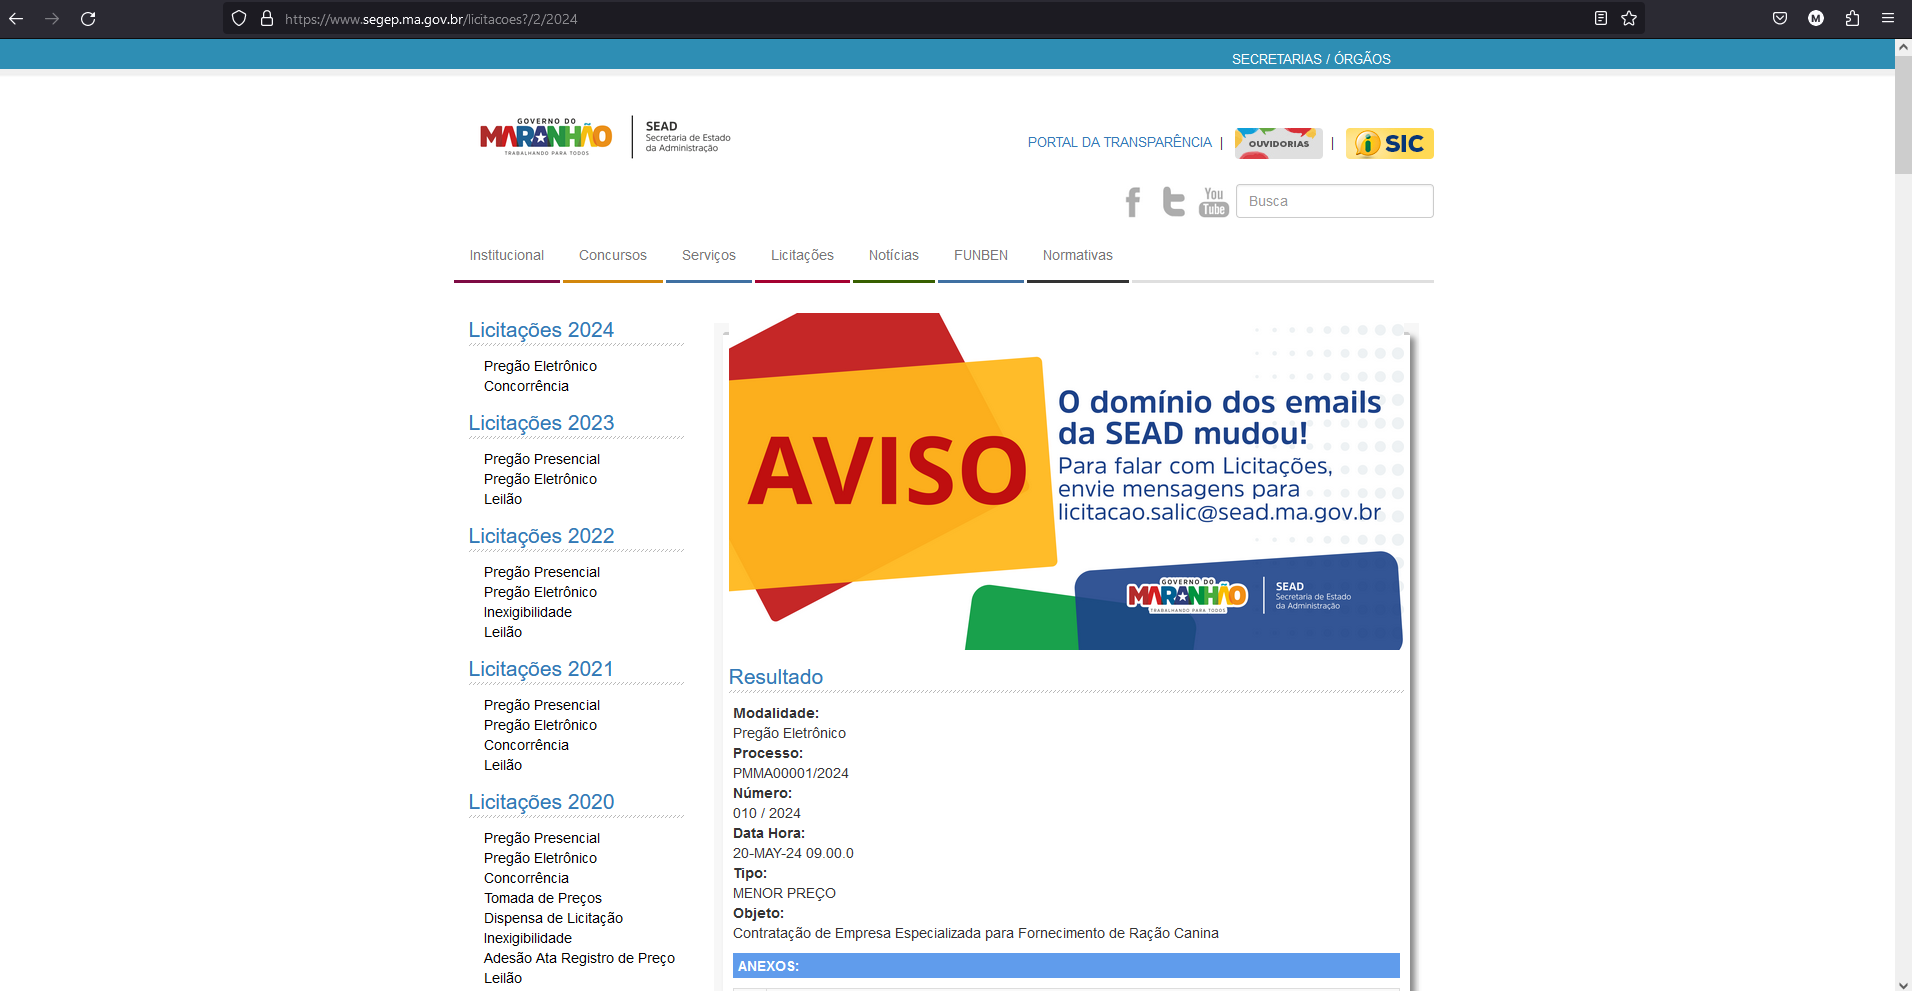 https://www.segep.ma.gov.br/licitacoes?/2/2024
M
SECRETARIAS / ÓRGÃOS
GOVERNO DO
MARANHÃO
TRABALHANDO PARA TODOS
SEAD
Secretaria de Estado
da Administração
PORTAL DA TRANSPARÊNCIA |
OUVIDORIAS
|
i SIC
f
t
You
Tube
Busca
Institucional
Concursos
Serviços
Licitações
Notícias
FUNBEN
Normativas
Licitações 2024
Pregão Eletrônico
Concorrência
Licitações 2023
Pregão Presencial
Pregão Eletrônico
Leilão
Licitações 2022
Pregão Presencial
Pregão Eletrônico
Inexigibilidade
Leilão
Licitações 2021
Pregão Presencial
Pregão Eletrônico
Concorrência
Leilão
Licitações 2020
Pregão Presencial
Pregão Eletrônico
Concorrência
Tomada de Preços
Dispensa de Licitação
Inexigibilidade
Adesão Ata Registro de Preço
Leilão
AVISO
O domínio dos emails
da SEAD mudou!
Para falar com Licitações,
envie mensagens para
licitacao.salic@sead.ma.gov.br
GOVERNO DO
MARANHÃO
TRABALHANDO PARA TODOS
SEAD
Secretaria de Estado
da Administração
Resultado
Modalidade:
Pregão Eletrônico
Processo:
PMMA00001/2024
Número:
010 / 2024
Data Hora:
20-MAY-24 09.00.0
Tipo:
MENOR PREÇO
Objeto:
Contratação de Empresa Especializada para Fornecimento de Ração Canina
ANEXOS: